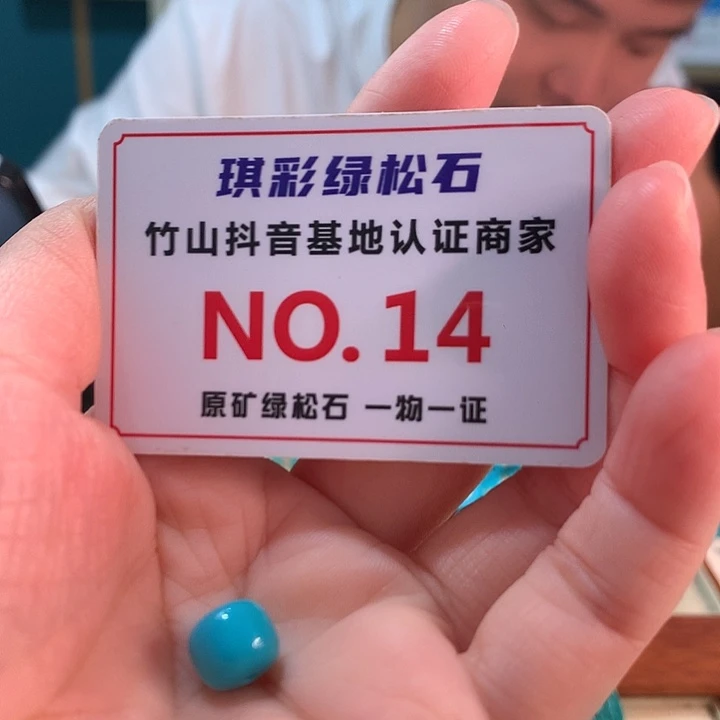 琪彩绿松石
竹山抖音基地认证商家
NO. 14
原矿绿松石 一物一证